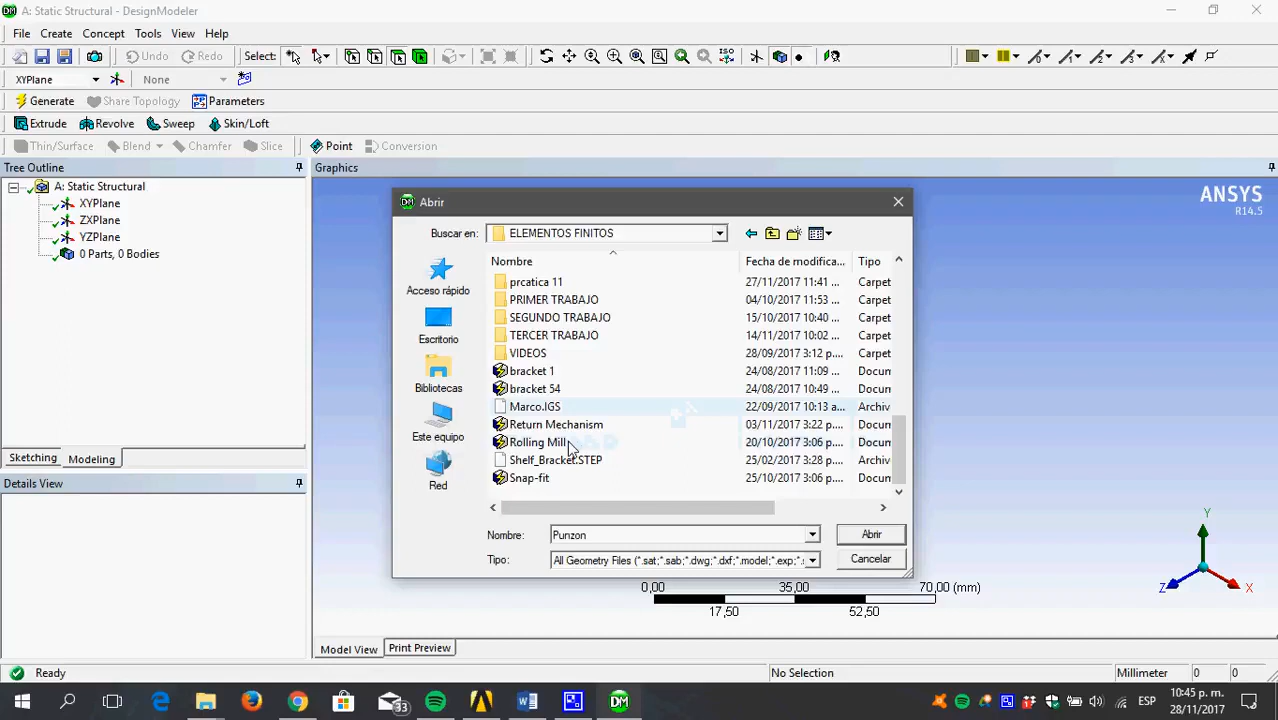 A: Static Structural - DesignModeler
File Create Concept Tools View Help
Undo Redo Select:
XYPlane None
Generate Share Topology Parameters
Extrude Revolve Sweep Skin/Loft
Thin/Surface Blend Chamfer Slice Point Conversion
Tree Outline
A: Static Structural
XYPlane
ZXPlane
YZPlane
0 Parts, 0 Bodies
Sketching Modeling
Details View
Graphics
ANSYS
R14.5
Abrir
Buscar en: ELEMENTOS FINITOS
Nombre Fecha de modifica... Tipo
prcatica 11 27/11/2017 11:41 ... Carpet
PRIMER TRABAJO 04/10/2017 11:53 ... Carpet
SEGUNDO TRABAJO 15/10/2017 10:40 ... Carpet
TERCER TRABAJO 14/11/2017 10:02 ... Carpet
VIDEOS 28/09/2017 3:12 p.... Carpet
bracket 1 24/08/2017 11:09 ... Docum
bracket 54 24/08/2017 10:49 ... Docum
Marco.IGS 22/09/2017 10:13 a... Archiv
Return Mechanism 03/11/2017 3:22 p.... Docum
Rolling Mill 20/10/2017 3:06 p.... Docum
Shelf_Bracket.STEP 25/02/2017 3:28 p.... Archiv
Snap-fit 25/10/2017 3:06 p.... Docum
Acceso rápido
Escritorio
Bibliotecas
Este equipo
Red
Nombre: Punzon Abrir
Tipo: All Geometry Files (*.sat;*.sab;*.dwg;*.dxf;*.model;*.exp;*. Cancelar
0,00 35,00 70,00 (mm)
17,50 52,50
Y
Z X
Model View Print Preview
Ready No Selection Millimeter 0 0
33
ESP
10:45 p. m.
28/11/2017